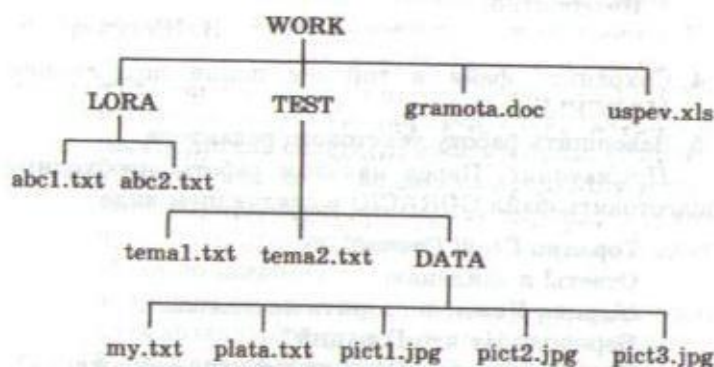 WORK
LORA TEST gramota.doc uspev.xls
abc1.txt abc2.txt
tema1.txt tema2.txt DATA
my.txt plata.txt pict1.jpg pict2.jpg pict3.jpg